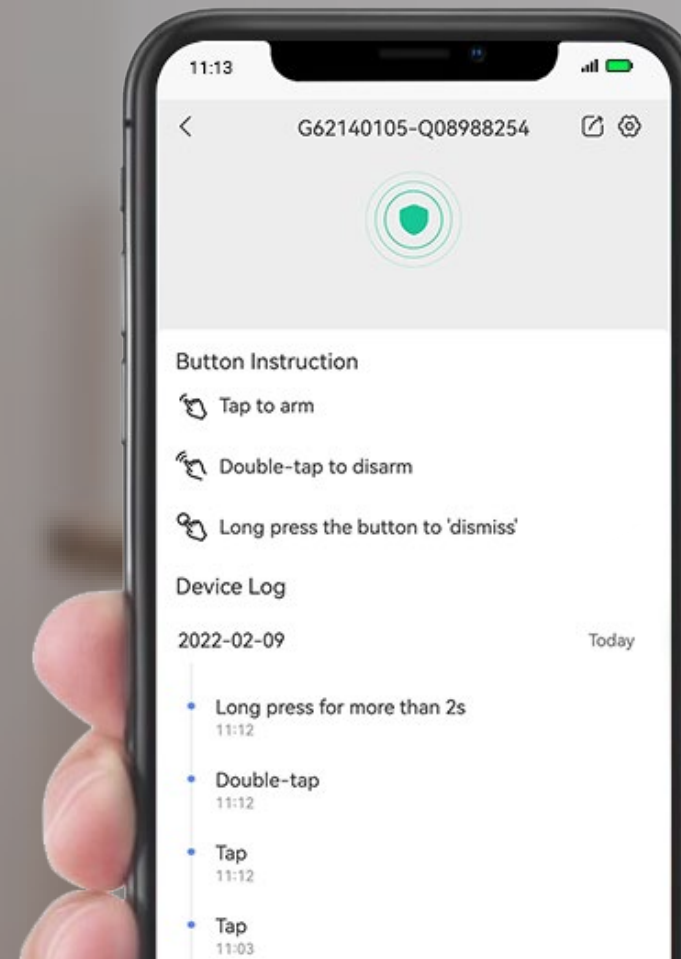 11:13
G62140105-Q08988254
Button Instruction
Tap to arm
Double-tap to disarm
Long press the button to 'dismiss'
Device Log
2022-02-09 Today
Long press for more than 2s
11:12
Double-tap
11:12
Tap
11:12
Tap
11:03